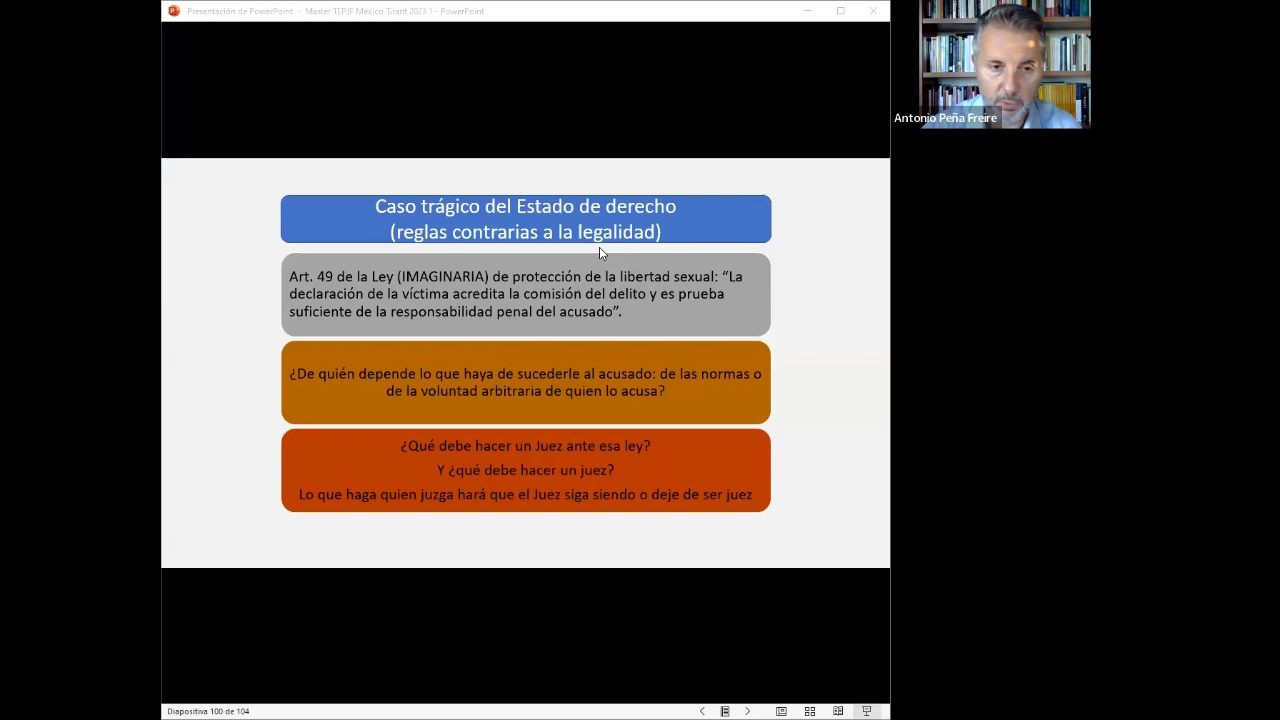 Presentación de PowerPoint - Master TEPJF México Tirant 2023 1 - PowerPoint
Antonio Peña Freire
Caso trágico del Estado de derecho
(reglas contrarias a la legalidad)
Art. 49 de la Ley (IMAGINARIA) de protección de la libertad sexual: “La
declaración de la víctima acredita la comisión del delito y es prueba
suficiente de la responsabilidad penal del acusado”.
¿De quién depende lo que haya de sucederle al acusado: de las normas o
de la voluntad arbitraria de quien lo acusa?
¿Qué debe hacer un Juez ante esa ley?
Y ¿qué debe hacer un juez?
Lo que haga quien juzga hará que el Juez siga siendo o deje de ser juez
Diapositiva 100 de 104